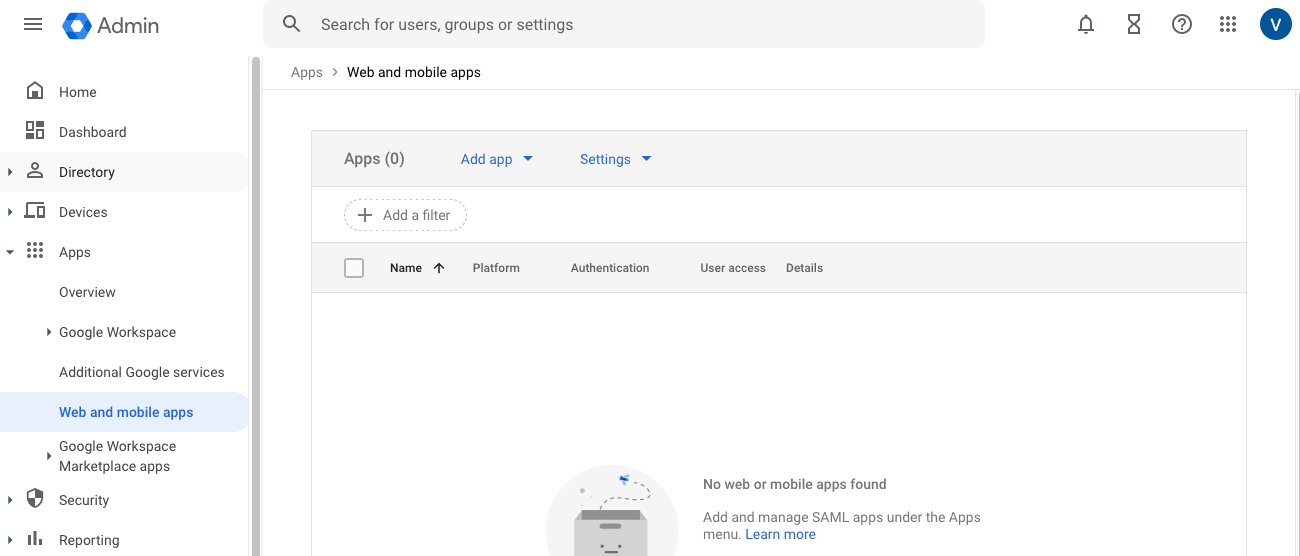 Admin
Search for users, groups or settings
V
Apps > Web and mobile apps
Home
Dashboard
Directory
Devices
Apps
Overview
Google Workspace
Additional Google services
Web and mobile apps
Google Workspace
Marketplace apps
Security
Reporting
Apps (0)
Add app
Settings
Add a filter
Name
Platform
Authentication
User access
Details
No web or mobile apps found
Add and manage SAML apps under the Apps
menu. Learn more